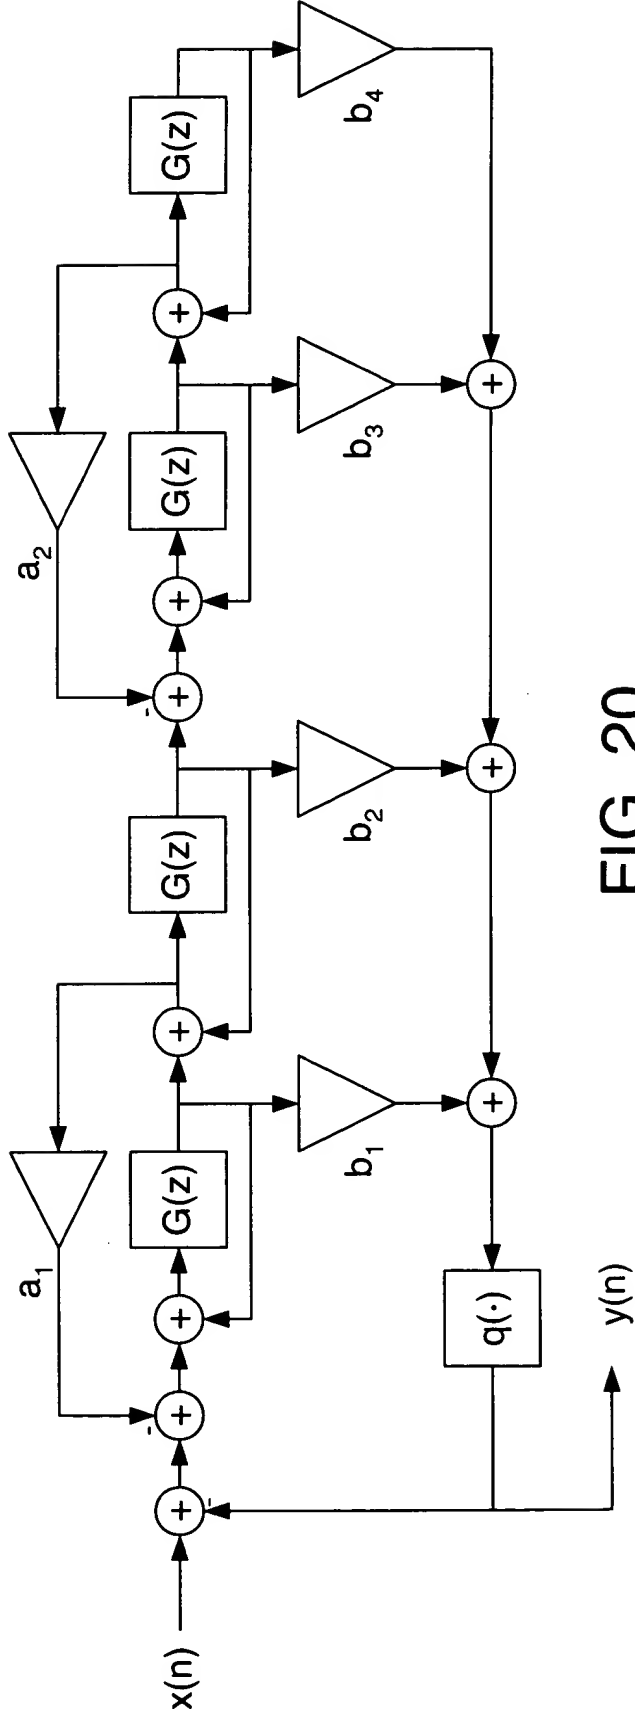 a₁
a₂
x(n)
+
-
+
-
+
G(z)
+
G(z)
+
-
+
G(z)
+
G(z)
b₁
b₂
b₃
b₄
q(·)
+
+
+
y(n)
FIG. 20